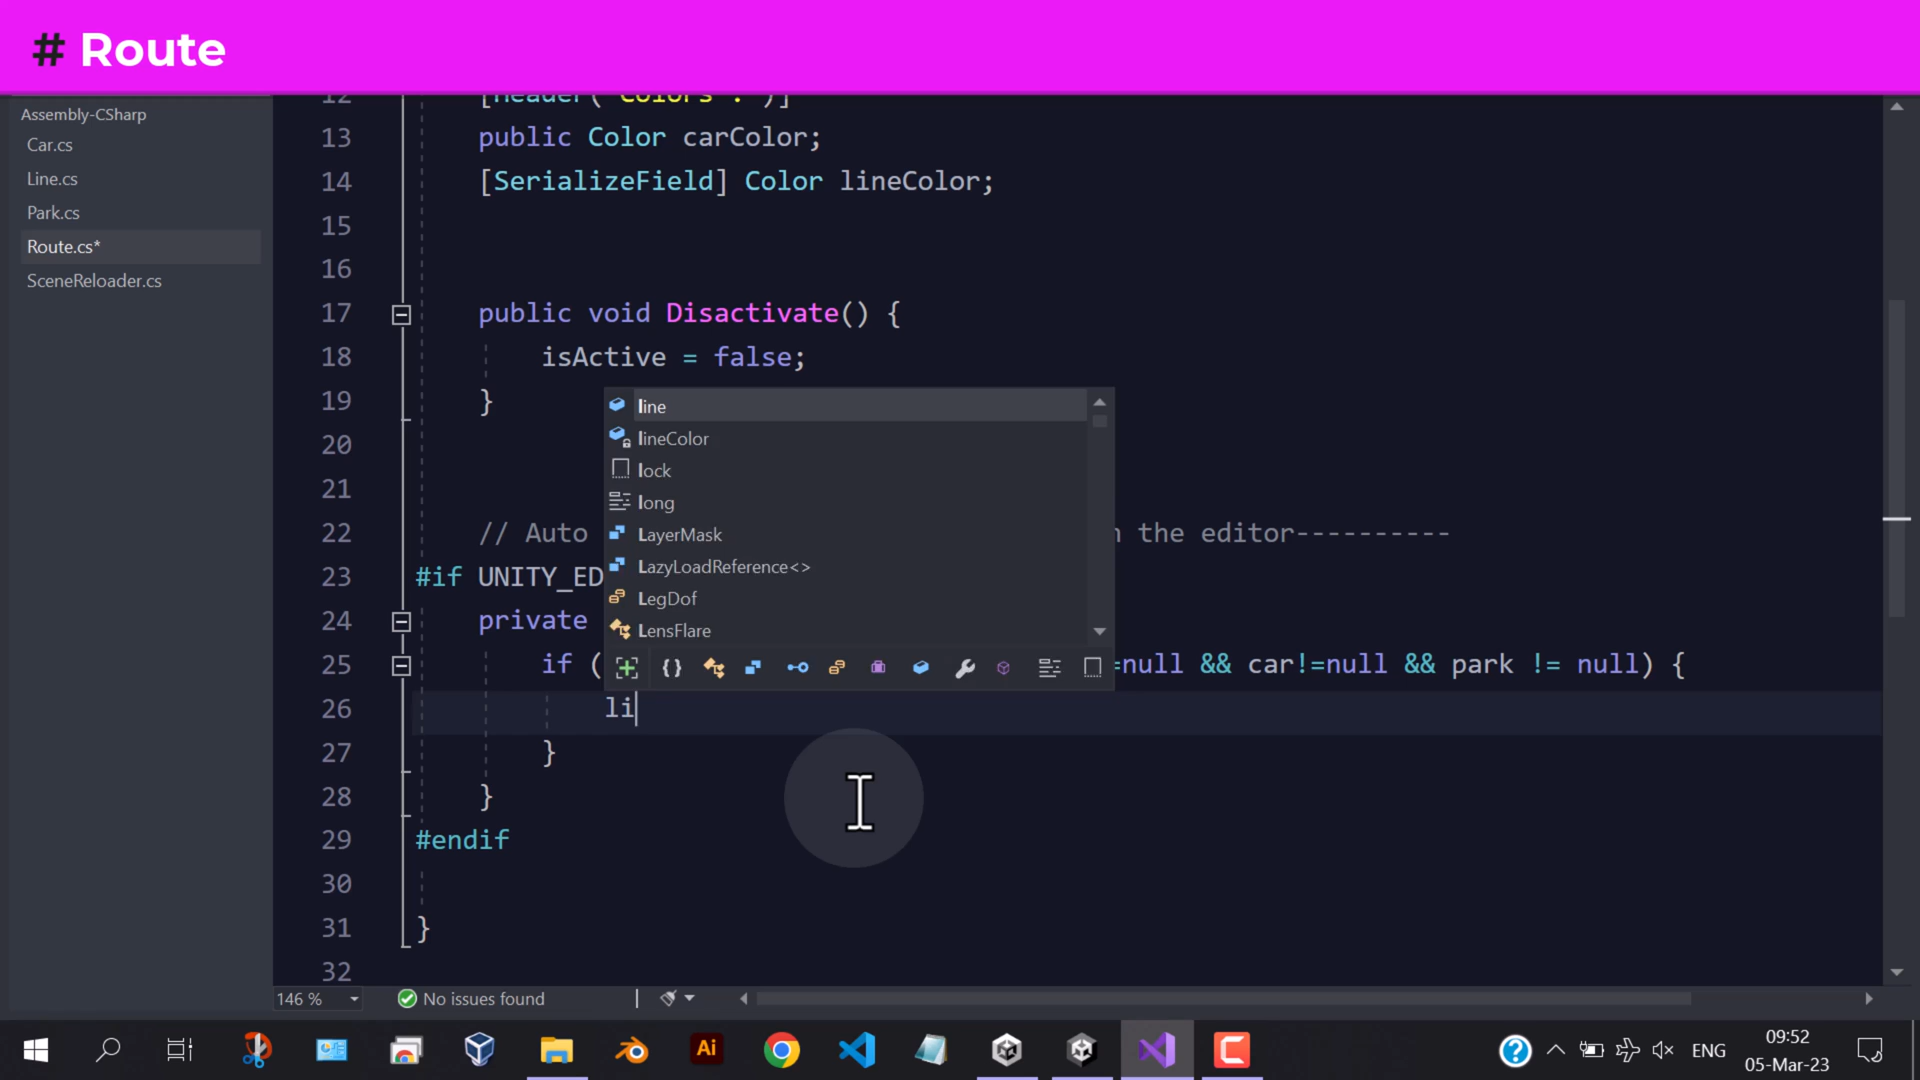 # Route
Assembly-CSharp
Car.cs
Line.cs
Park.cs
Route.cs*
SceneReloader.cs
12 [Header("Colors : ")]
13 public Color carColor;
14 [SerializeField] Color lineColor;
15
16
17 public void Disactivate() {
18 isActive = false;
19 }
20
21
22 // Auto the editor----------
23 #if UNITY_ED
24 private
25 if ( =null && car!=null && park != null) {
26 li
27 }
28 }
29 #endif
30
31 }
32
line
lineColor
lock
long
LayerMask
LazyLoadReference<>
LegDof
LensFlare
146 %
No issues found
Ai
ENG
09:52
05-Mar-23